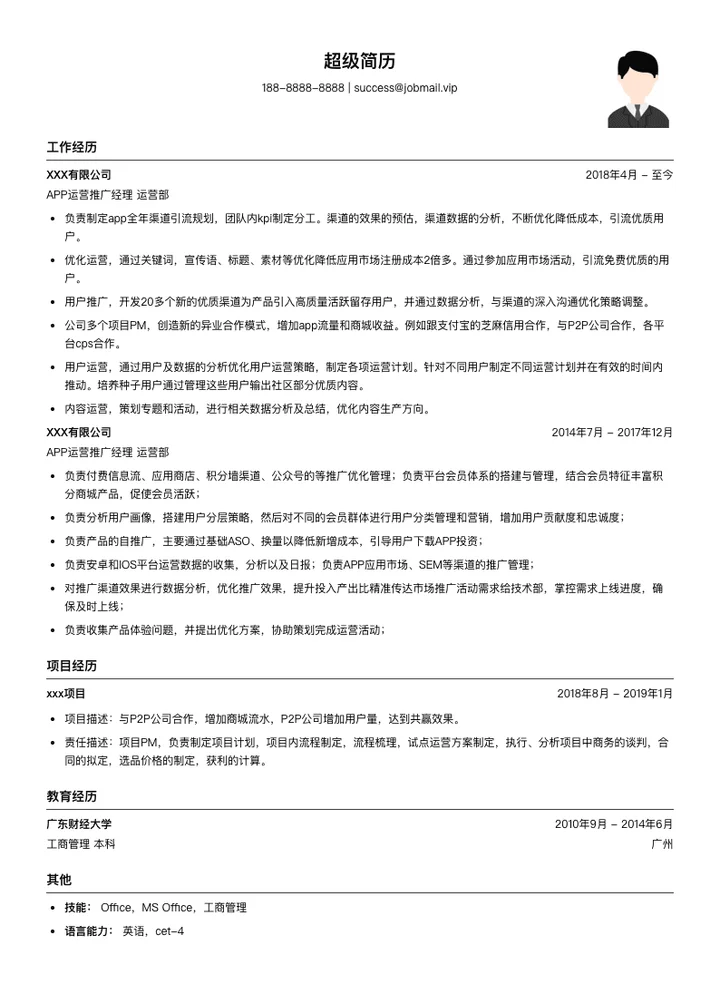 超级简历
188-8888-8888 | success@jobmail.vip
工作经历
XXX有限公司 2018年4月 – 至今
APP运营推广经理 运营部
• 负责制定app全年渠道引流规划，团队内kpi制定分工。渠道的效果的预估，渠道数据的分析，不断优化降低成本，引流优质用
户。
• 优化运营，通过关键词，宣传语、标题、素材等优化降低应用市场注册成本2倍多。通过参加应用市场活动，引流免费优质的用
户。
• 用户推广，开发20多个新的优质渠道为产品引入高质量活跃留存用户，并通过数据分析，与渠道的深入沟通优化策略调整。
• 公司多个项目PM，创造新的异业合作模式，增加app流量和商城收益。例如跟支付宝的芝麻信用合作，与P2P公司合作，各平
台cps合作。
• 用户运营，通过用户及数据的分析优化用户运营策略，制定各项运营计划。针对不同用户制定不同运营计划并在有效的时间内
推动。培养种子用户通过管理这些用户输出社区部分优质内容。
• 内容运营，策划专题和活动，进行相关数据分析及总结，优化内容生产方向。
XXX有限公司 2014年7月 – 2017年12月
APP运营推广经理 运营部
• 负责付费信息流、应用商店、积分墙渠道、公众号的等推广优化管理；负责平台会员体系的搭建与管理，结合会员特征丰富积
分商城产品，促使会员活跃；
• 负责分析用户画像，搭建用户分层策略，然后对不同的会员群体进行用户分类管理和营销，增加用户贡献度和忠诚度；
• 负责产品的自推广，主要通过基础ASO、换量以降低新增成本，引导用户下载APP投资；
• 负责安卓和IOS平台运营数据的收集，分析以及日报；负责APP应用市场、SEM等渠道的推广管理；
• 对推广渠道效果进行数据分析，优化推广效果，提升投入产出比精准传达市场推广活动需求给技术部，掌控需求上线进度，确
保及时上线；
• 负责收集产品体验问题，并提出优化方案，协助策划完成运营活动；
项目经历
xxx项目 2018年8月 – 2019年1月
• 项目描述：与P2P公司合作，增加商城流水，P2P公司增加用户量，达到共赢效果。
• 责任描述：项目PM，负责制定项目计划，项目内流程制定，流程梳理，试点运营方案制定，执行、分析项目中商务的谈判，合
同的拟定，选品价格的制定，获利的计算。
教育经历
广东财经大学 2010年9月 – 2014年6月
工商管理 本科 广州
其他
• 技能： Office，MS Office，工商管理
• 语言能力： 英语，cet-4